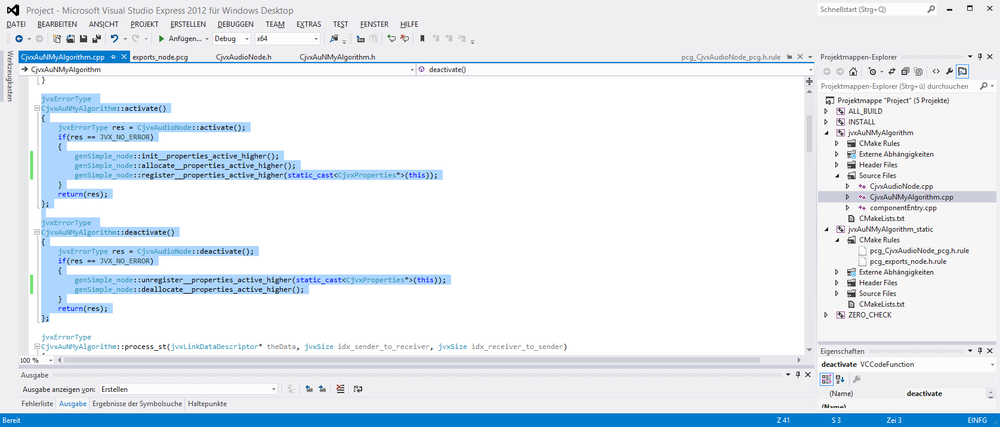 Project - Microsoft Visual Studio Express 2012 für Windows Desktop
Schnellstart (Strg+Q)
DATEI BEARBEITEN ANSICHT PROJEKT ERSTELLEN DEBUGGEN TEAM EXTRAS TEST FENSTER HILFE
Anfügen... Debug x64
Werkzeugkasten
CjvxAuNMyAlgorithm.cpp exports_node.pcg CjvxAudioNode.h CjvxAuNMyAlgorithm.h pcg_CjvxAudioNode_pcg.h.rule
CjvxAuNMyAlgorithm deactivate()
}
jvxErrorType
CjvxAuNMyAlgorithm::activate()
{
jvxErrorType res = CjvxAudioNode::activate();
if(res == JVX_NO_ERROR)
{
genSimple_node::init__properties_active_higher();
genSimple_node::allocate__properties_active_higher();
genSimple_node::register__properties_active_higher(static_cast<CjvxProperties*>(this));
}
return(res);
};
jvxErrorType
CjvxAuNMyAlgorithm::deactivate()
{
jvxErrorType res = CjvxAudioNode::deactivate();
if(res == JVX_NO_ERROR)
{
genSimple_node::unregister__properties_active_higher(static_cast<CjvxProperties*>(this));
genSimple_node::deallocate__properties_active_higher();
}
return(res);
};
jvxErrorType
CjvxAuNMyAlgorithm::process_st(jvxLinkDataDescriptor* theData, jvxSize idx_sender_to_receiver, jvxSize idx_receiver_to_sender)
{
100 %
Ausgabe
Ausgabe anzeigen von: Erstellen
Fehlerliste Ausgabe Ergebnisse der Symbolsuche Haltepunkte
Projektmappen-Explorer
Projektmappen-Explorer (Strg+ü) durchsuchen
Projektmappe "Project" (5 Projekte)
ALL_BUILD
INSTALL
jvxAuNMyAlgorithm
CMake Rules
Externe Abhängigkeiten
Header Files
Source Files
CjvxAudioNode.cpp
CjvxAuNMyAlgorithm.cpp
componentEntry.cpp
CMakeLists.txt
jvxAuNMyAlgorithm_static
CMake Rules
pcg_CjvxAudioNode_pcg.h.rule
pcg_exports_node.h.rule
Externe Abhängigkeiten
Header Files
Source Files
CMakeLists.txt
ZERO_CHECK
Eigenschaften
deactivate VCCodeFunction
(Name) deactivate
(Name)
Bereit Z 41 S 3 Zei 3 EINFG